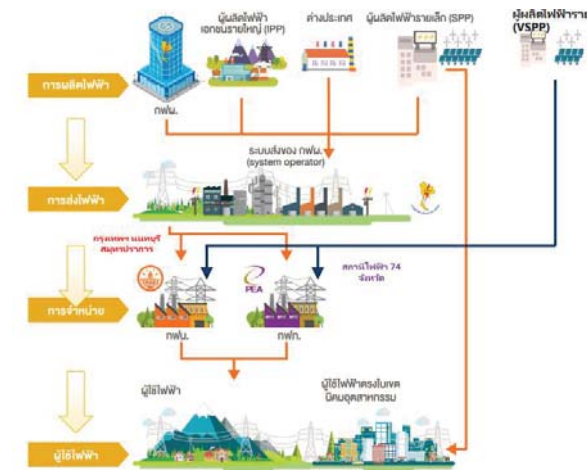 ผู้ผลิตไฟฟ้า
เอกชนรายใหญ่ (IPP)
ต่างประเทศ
ผู้ผลิตไฟฟ้ารายเล็ก (SPP)
ผู้ผลิตไฟฟ้าราย
(VSPP)
การผลิตไฟฟ้า
กฟผ.
ระบบส่งของ กฟผ.
(system operator)
การส่งไฟฟ้า
กรุงเทพฯ นนทบุรี
สมุทรปราการ
สถานีไฟฟ้า 74
จังหวัด
PEA
การจำหน่าย
กฟน.
กฟภ.
ผู้ใช้ไฟฟ้า
ผู้ใช้ไฟฟ้าตรงในเขต
นิคมอุตสาหกรรม
ผู้ใช้ไฟฟ้า